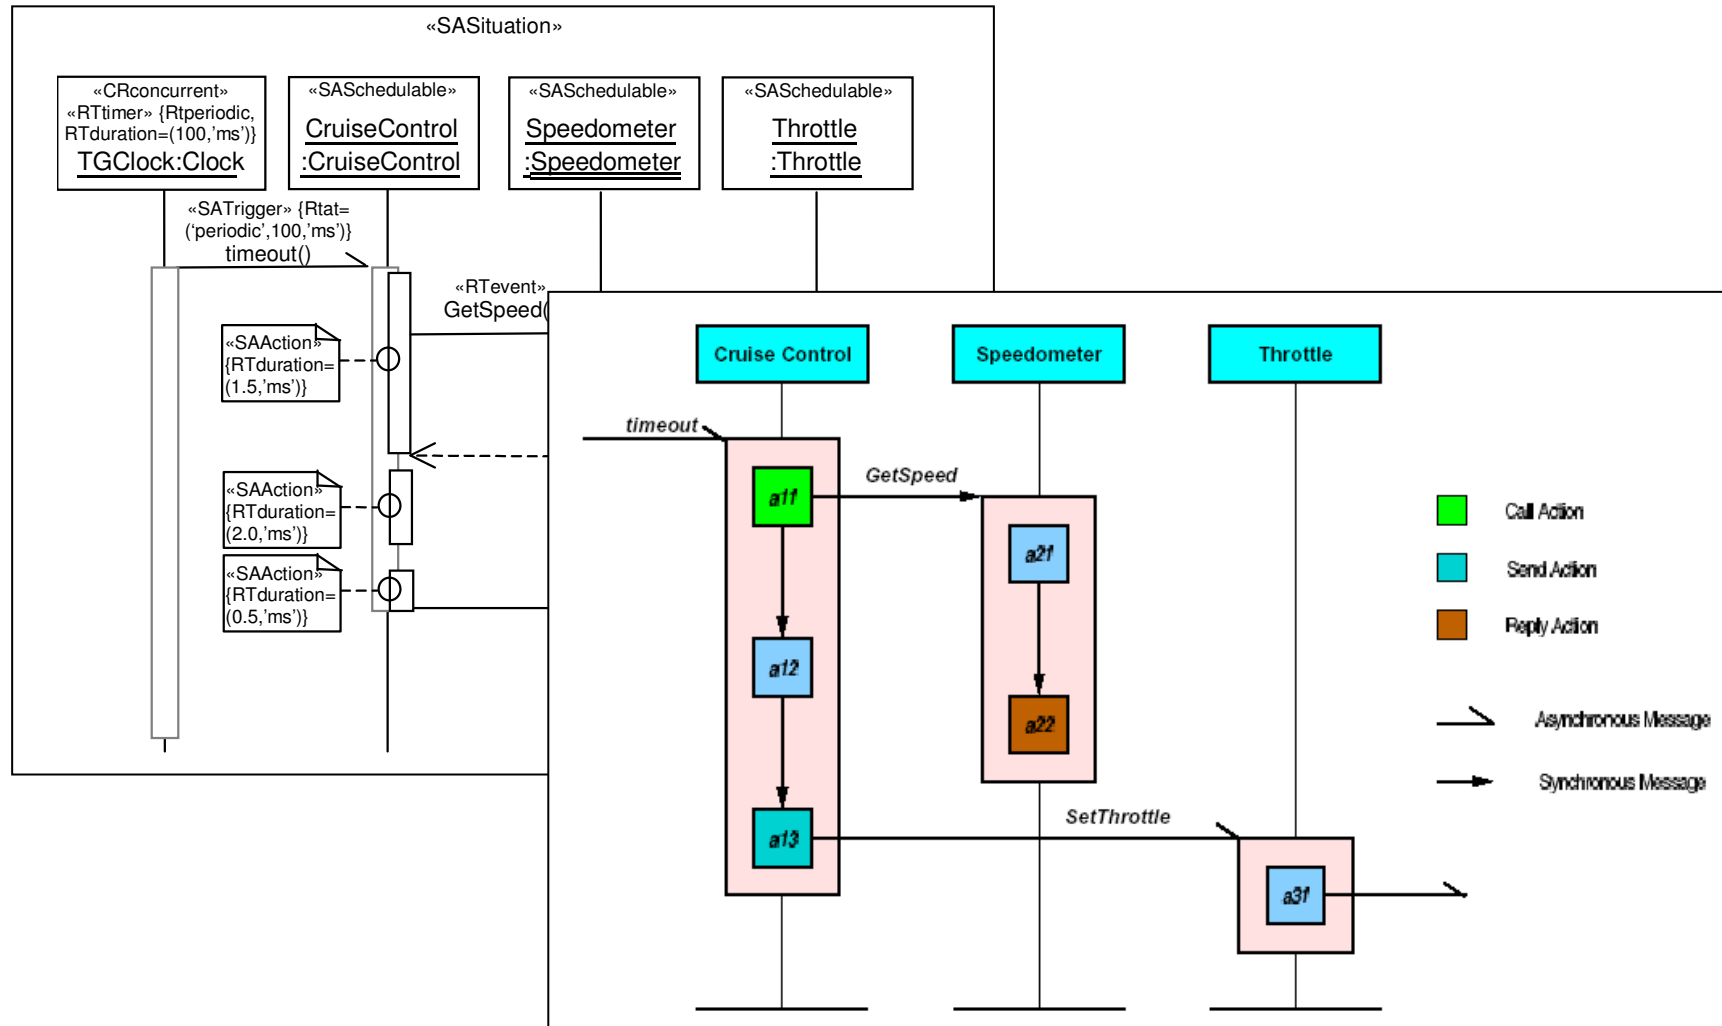 «SASituation»
«CRconcurrent»
«RTtimer» {Rtperiodic,
RTduration=(100,'ms')}
TGClock:Clock
«SASchedulable»
CruiseControl
:CruiseControl
«SASchedulable»
Speedometer
:Speedometer
«SASchedulable»
Throttle
:Throttle
«SATrigger» {Rtat=
('periodic',100,'ms')}
timeout()
«RTevent»
GetSpeed(
«SAAction»
{RTduration=
(1.5,'ms')}
«SAAction»
{RTduration=
(2.0,'ms')}
«SAAction»
{RTduration=
(0.5,'ms')}
Cruise Control
Speedometer
Throttle
timeout
GetSpeed
a11
a21
a12
a22
SetThrottle
a13
a31
Call Action
Send Action
Reply Action
Asynchronous Message
Synchronous Message